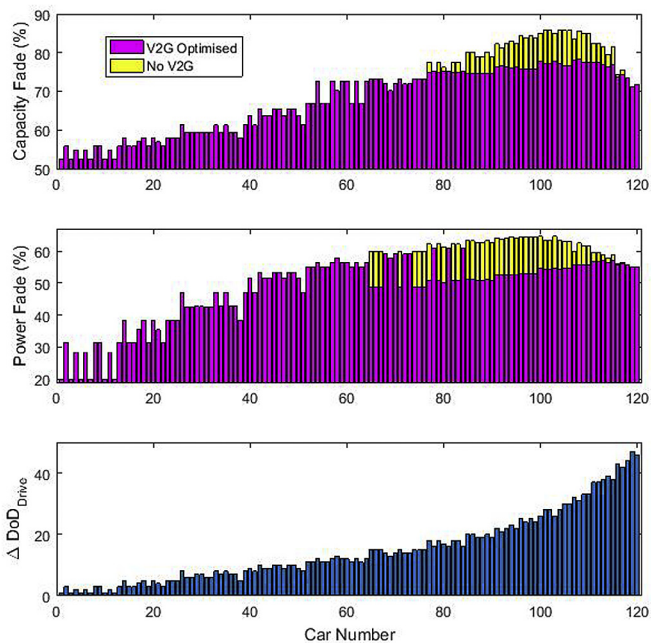 Capacity Fade (%)
90
80
70
60
50
V2G Optimised
No V2G
0 20 40 60 80 100 120
Power Fade (%)
60
50
40
30
20
0 20 40 60 80 100 120
Δ DoD Drive
40
20
0
0 20 40 60 80 100 120
Car Number